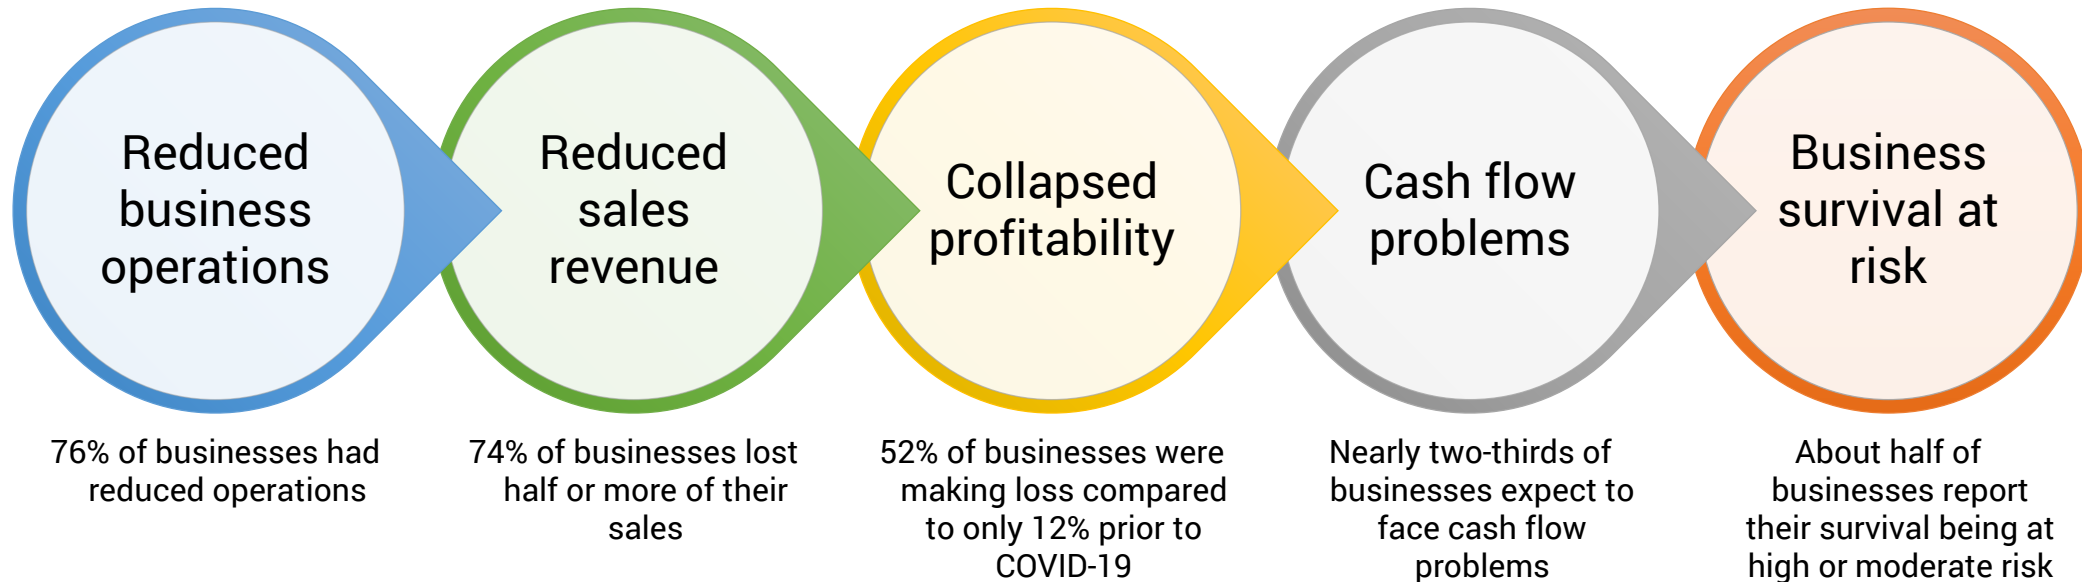 Reduced
business
operations
Reduced
sales
revenue
Collapsed
profitability
Cash flow
problems
Business
survival at
risk
76% of businesses had
reduced operations
74% of businesses lost
half or more of their
sales
52% of businesses were
making loss compared
to only 12% prior to
COVID-19
Nearly two-thirds of
businesses expect to
face cash flow
problems
About half of
businesses report
their survival being at
high or moderate risk